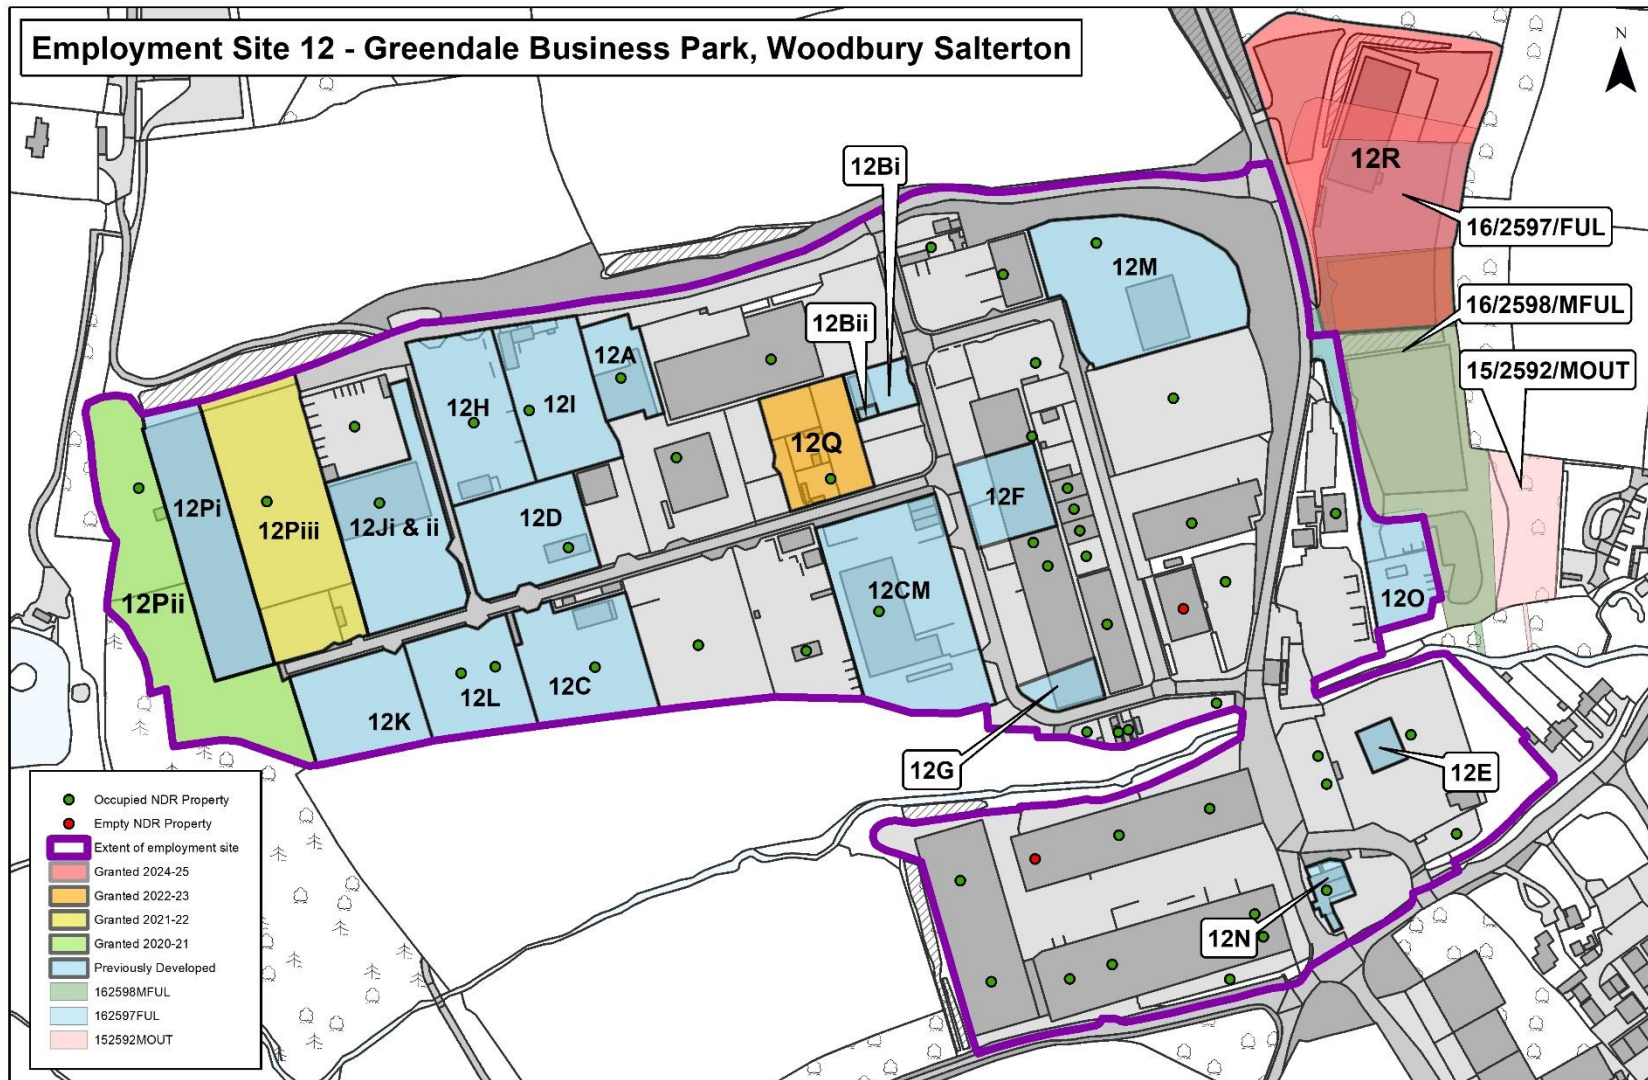 Employment Site 12 - Greendale Business Park, Woodbury Salterton
N
12Bi
12R
16/2597/FUL
12M
16/2598/MFUL
12Bii
12A
15/2592/MOUT
12H
12I
12Q
12F
12Pi
12Piii
12Ji & ii
12D
12CM
12Pii
12O
12K
12L
12C
12G
12E
12N
Occupied NDR Property
Empty NDR Property
Extent of employment site
Granted 2024-25
Granted 2022-23
Granted 2021-22
Granted 2020-21
Previously Developed
162598MFUL
162597FUL
152592MOUT